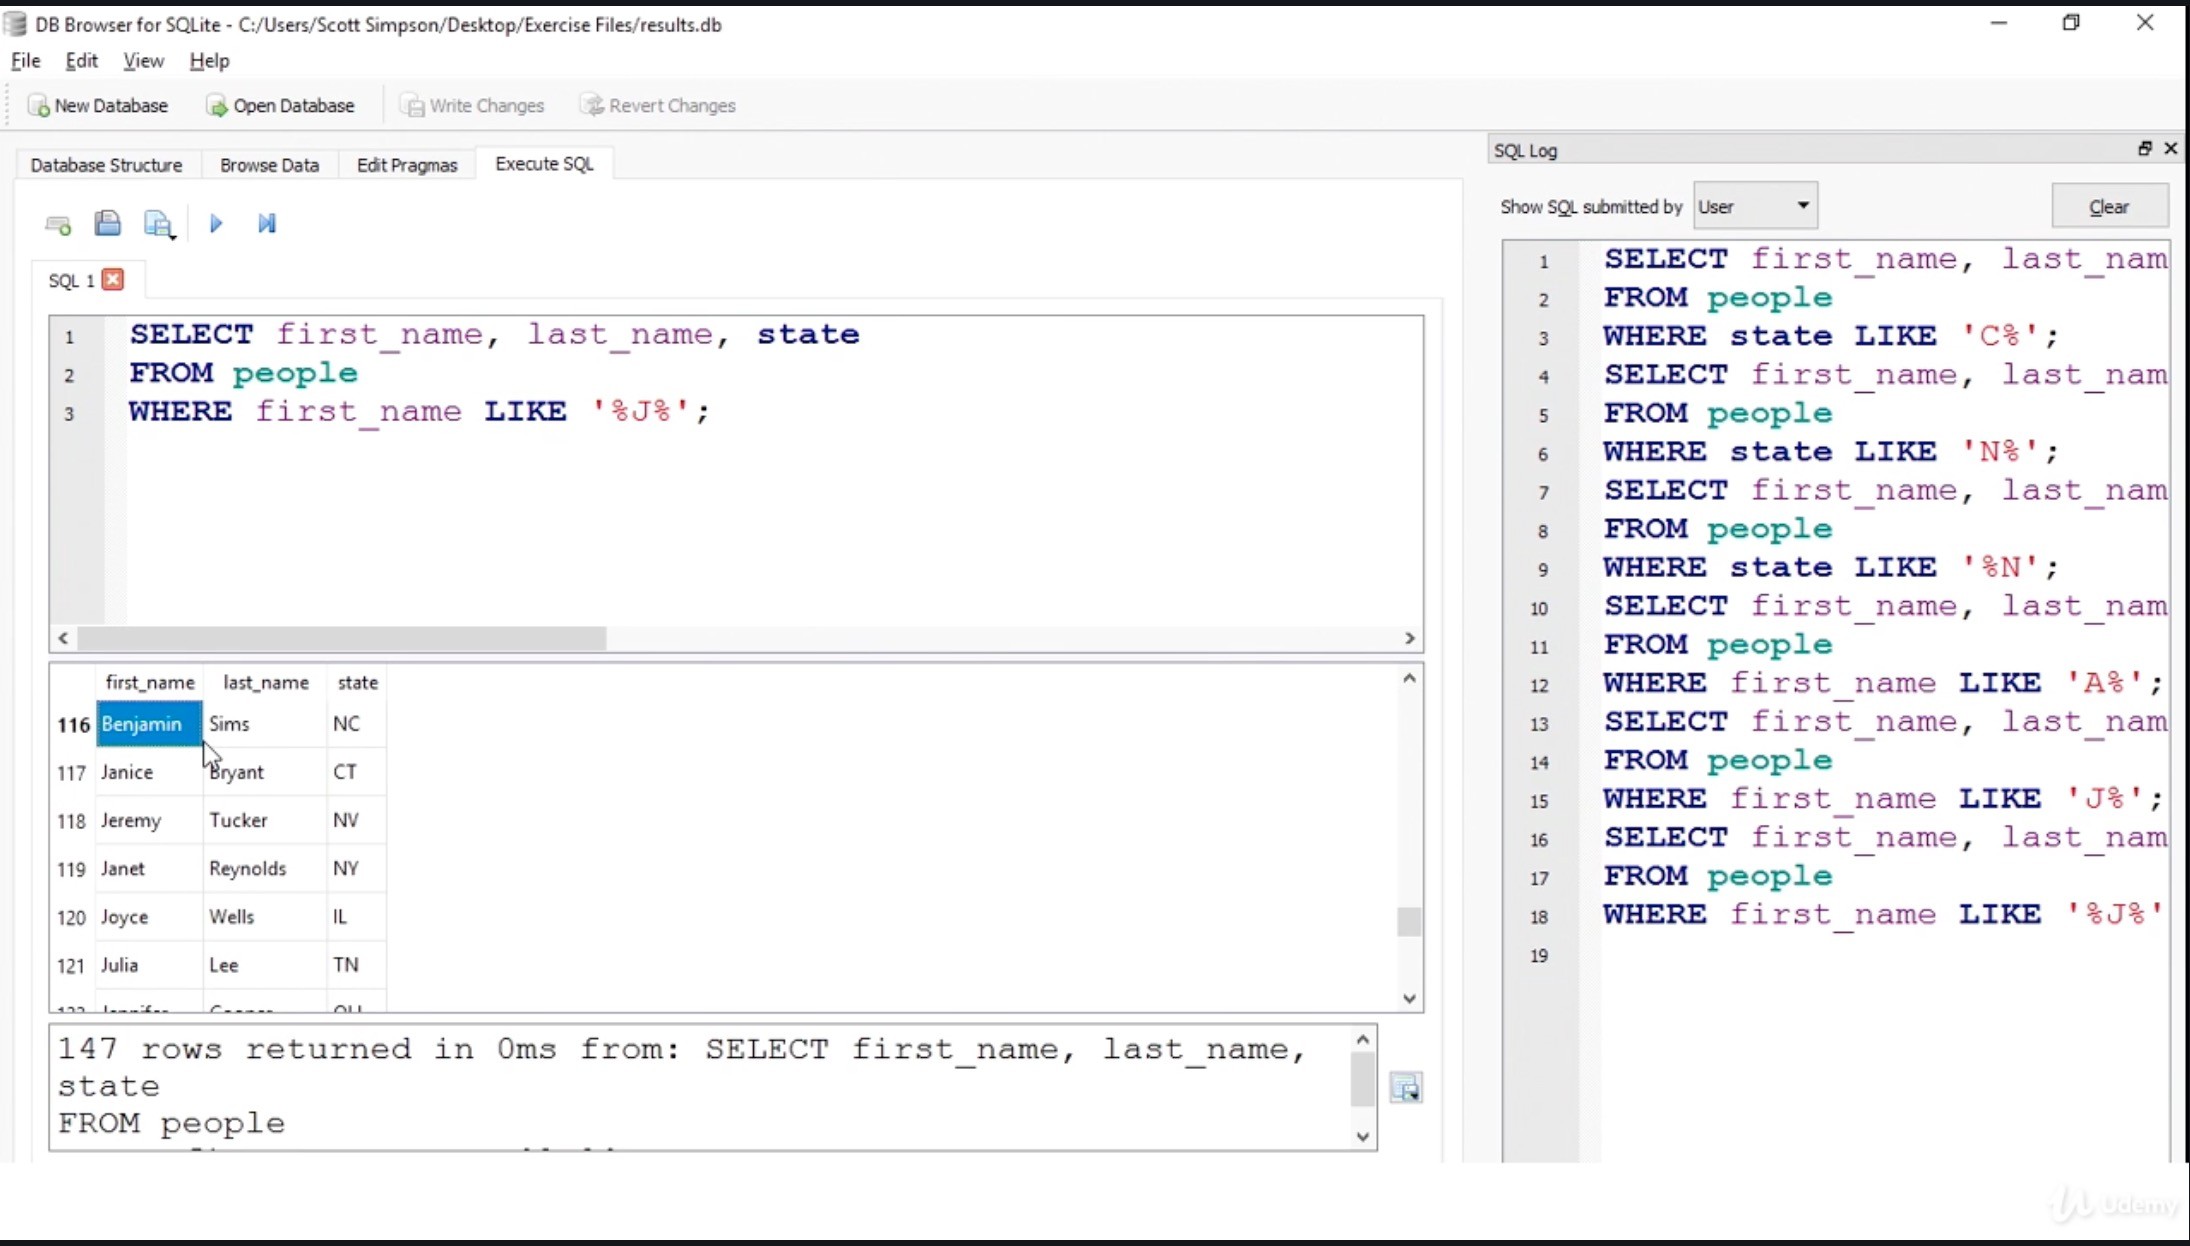 DB Browser for SQLite - C:/Users/Scott Simpson/Desktop/Exercise Files/results.db
File Edit View Help
New Database Open Database Write Changes Revert Changes
Database Structure Browse Data Edit Pragmas Execute SQL
SQL 1
1 SELECT first_name, last_name, state
2 FROM people
3 WHERE first_name LIKE '%J%';
first_name last_name state
116 Benjamin Sims NC
117 Janice Bryant CT
118 Jeremy Tucker NV
119 Janet Reynolds NY
120 Joyce Wells IL
121 Julia Lee TN
147 rows returned in 0ms from: SELECT first_name, last_name,
state
FROM people
SQL Log
Show SQL submitted by User Clear
1 SELECT first_name, last_nam
2 FROM people
3 WHERE state LIKE 'C%';
4 SELECT first_name, last_nam
5 FROM people
6 WHERE state LIKE 'N%';
7 SELECT first_name, last_nam
8 FROM people
9 WHERE state LIKE '%N';
10 SELECT first_name, last_nam
11 FROM people
12 WHERE first_name LIKE 'A%';
13 SELECT first_name, last_nam
14 FROM people
15 WHERE first_name LIKE 'J%';
16 SELECT first_name, last_nam
17 FROM people
18 WHERE first_name LIKE '%J%'
19
Udemy